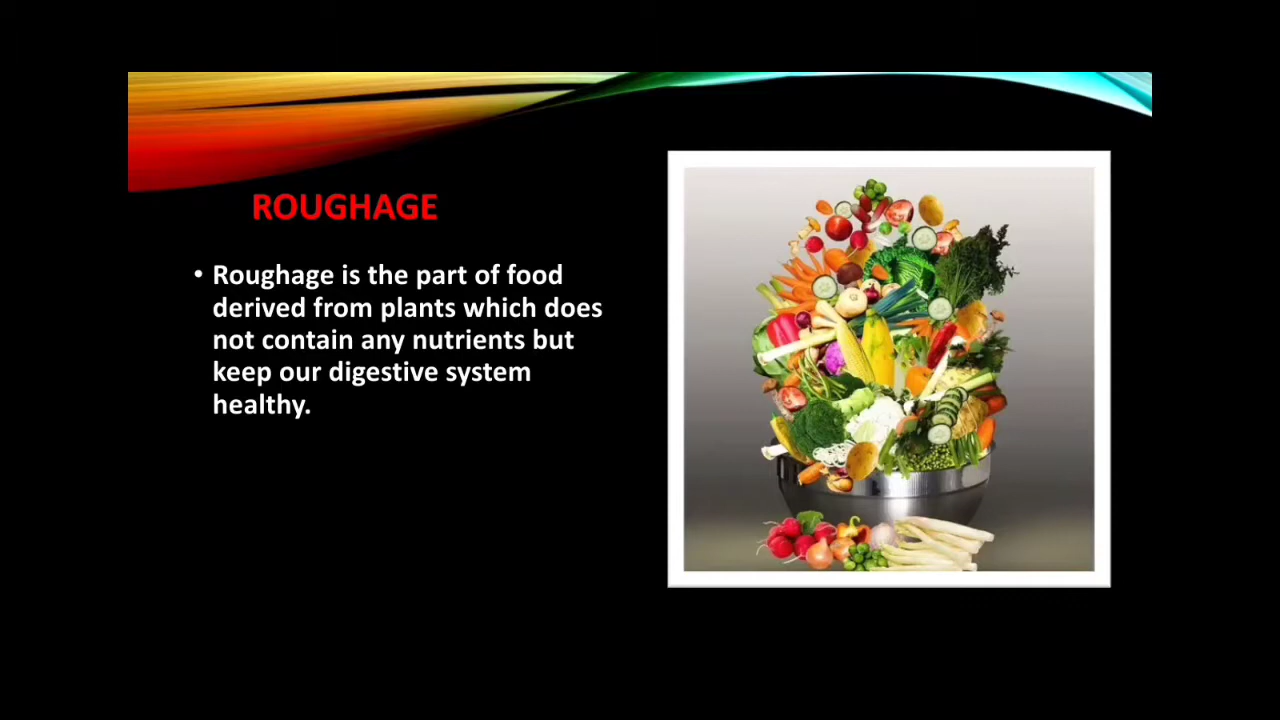 ROUGHAGE
• Roughage is the part of food
derived from plants which does
not contain any nutrients but
keep our digestive system
healthy.